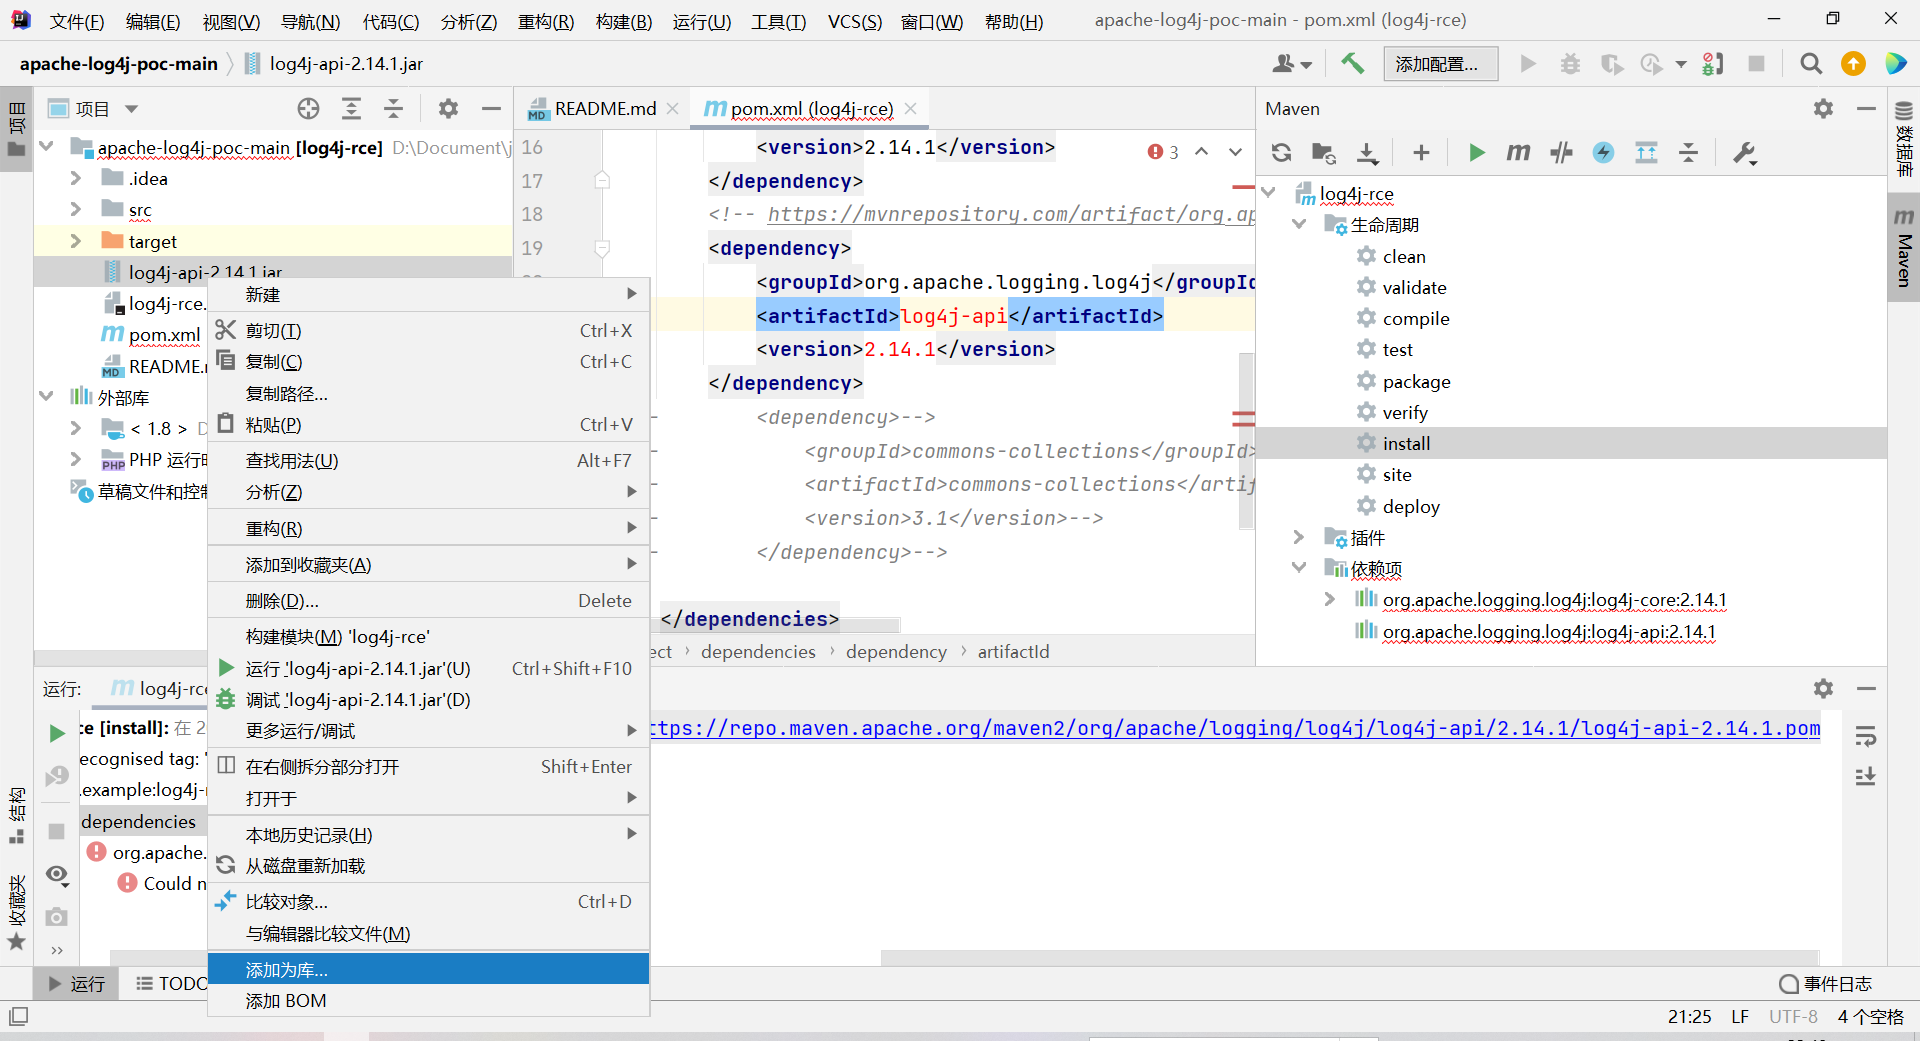 文件(F) 编辑(E) 视图(V) 导航(N) 代码(C) 分析(Z) 重构(R) 构建(B) 运行(U) 工具(T) VCS(S) 窗口(W) 帮助(H) apache-log4j-poc-main - pom.xml (log4j-rce)
apache-log4j-poc-main log4j-api-2.14.1.jar 添加配置...
项目
项目
apache-log4j-poc-main [log4j-rce] D:\Document\j
.idea
src
target
log4j-api-2.14.1.jar
log4j-rce.
pom.xml
README.
外部库
< 1.8 > D
PHP 运行时
草稿文件和控制
README.md pom.xml (log4j-rce)
16 <version>2.14.1</version>
3
17 </dependency>
18 <!-- https://mvnrepository.com/artifact/org.ap
19 <dependency>
<groupId>org.apache.logging.log4j</groupId
<artifactId>log4j-api</artifactId>
<version>2.14.1</version>
</dependency>
<dependency>-->
<groupId>commons-collections</groupId>
<artifactId>commons-collections</artif
<version>3.1</version>-->
</dependency>-->
</dependencies>
ect › dependencies › dependency › artifactId
Maven
log4j-rce
生命周期
clean
validate
compile
test
package
verify
install
site
deploy
插件
依赖项
org.apache.logging.log4j:log4j-core:2.14.1
org.apache.logging.log4j:log4j-api:2.14.1
数据库
Maven
新建
剪切(T) Ctrl+X
复制(C) Ctrl+C
复制路径...
粘贴(P) Ctrl+V
查找用法(U) Alt+F7
分析(Z)
重构(R)
添加到收藏夹(A)
删除(D)... Delete
构建模块(M) 'log4j-rce'
运行 'log4j-api-2.14.1.jar'(U) Ctrl+Shift+F10
调试 'log4j-api-2.14.1.jar'(D)
更多运行/调试
在右侧拆分部分打开 Shift+Enter
打开于
本地历史记录(H)
从磁盘重新加载
比较对象... Ctrl+D
与编辑器比较文件(M)
添加为库...
添加 BOM
运行: log4j-rce
ce [install]: 在 2
ecognised tag: '
.example:log4j-r
dependencies
org.apache.
Could n
ttps://repo.maven.apache.org/maven2/org/apache/logging/log4j/log4j-api/2.14.1/log4j-api-2.14.1.pom
结构
收藏夹
运行 TODO 事件日志
21:25 LF UTF-8 4 个空格